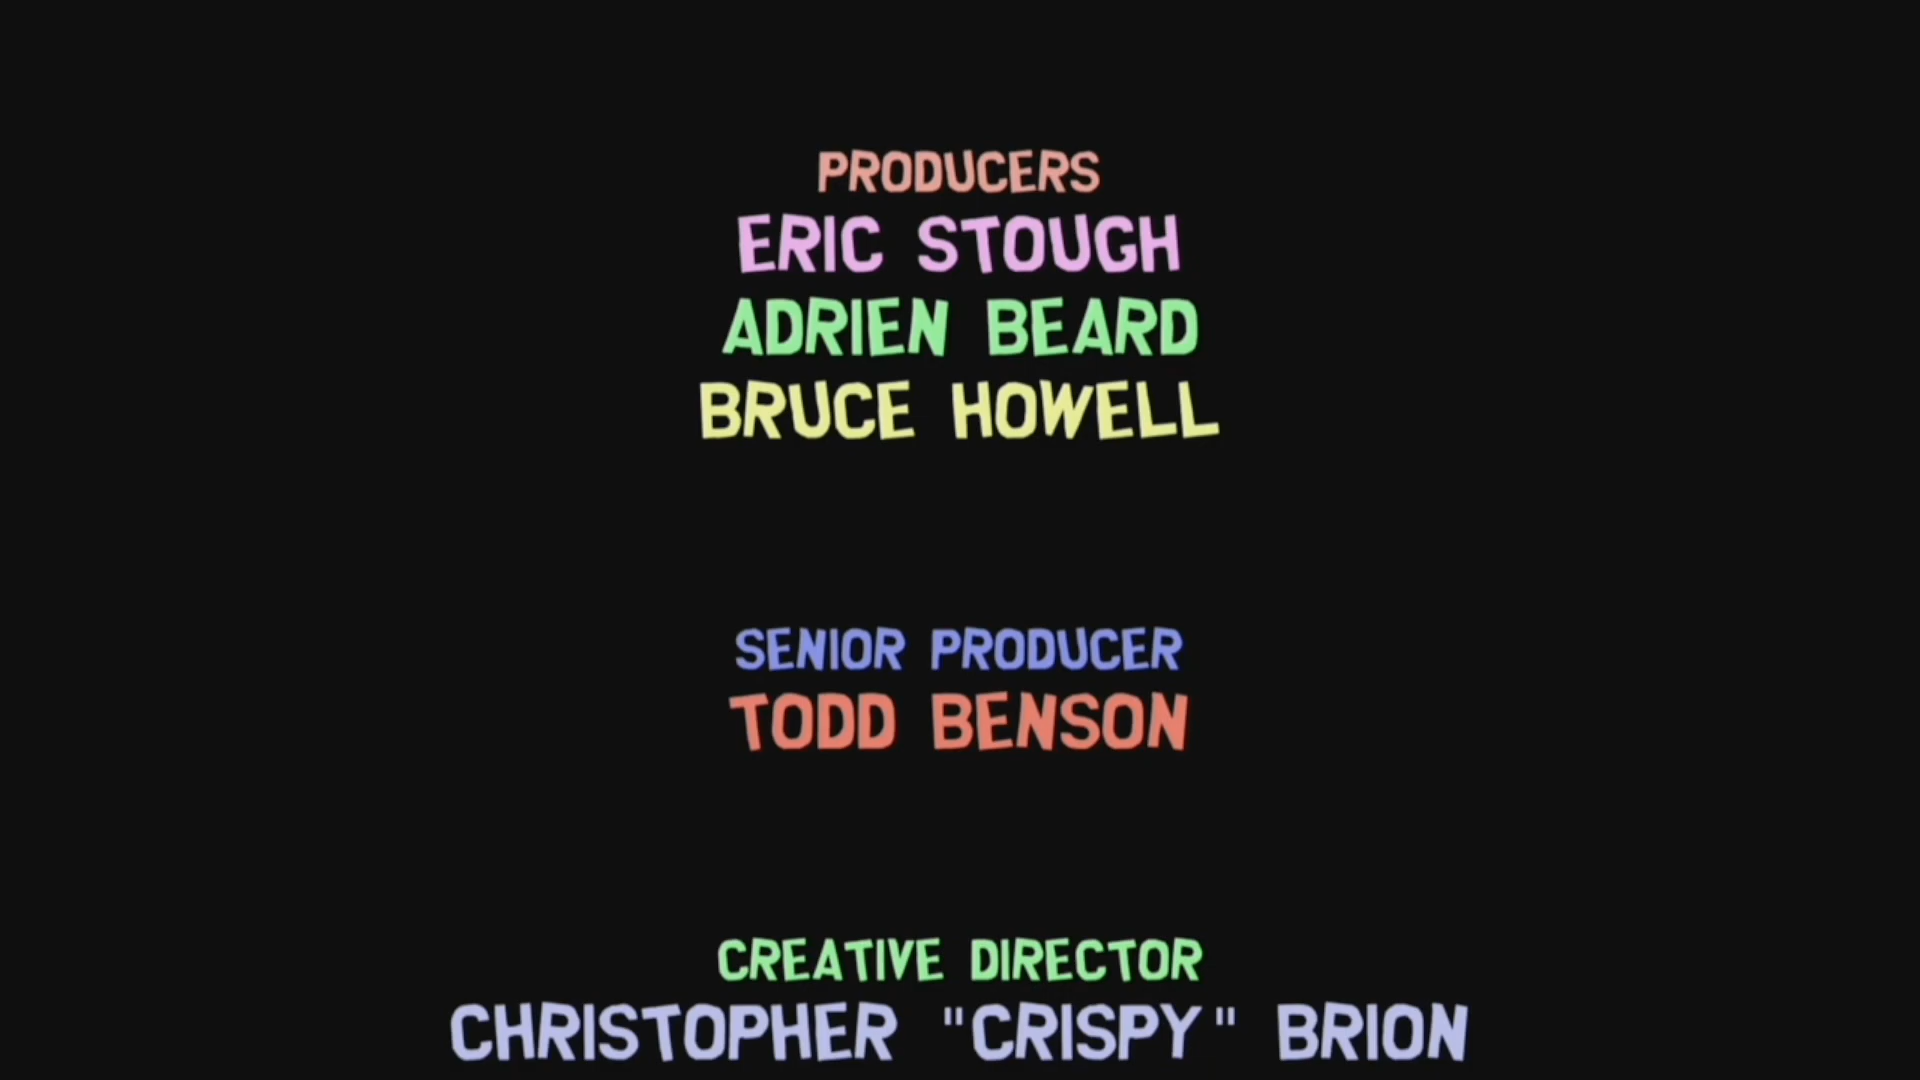 PRODUCERS
ERIC STOUGH
ADRIEN BEARD
BRUCE HOWELL
SENIOR PRODUCER
TODD BENSON
CREATIVE DIRECTOR
CHRISTOPHER "CRISPY" BRION